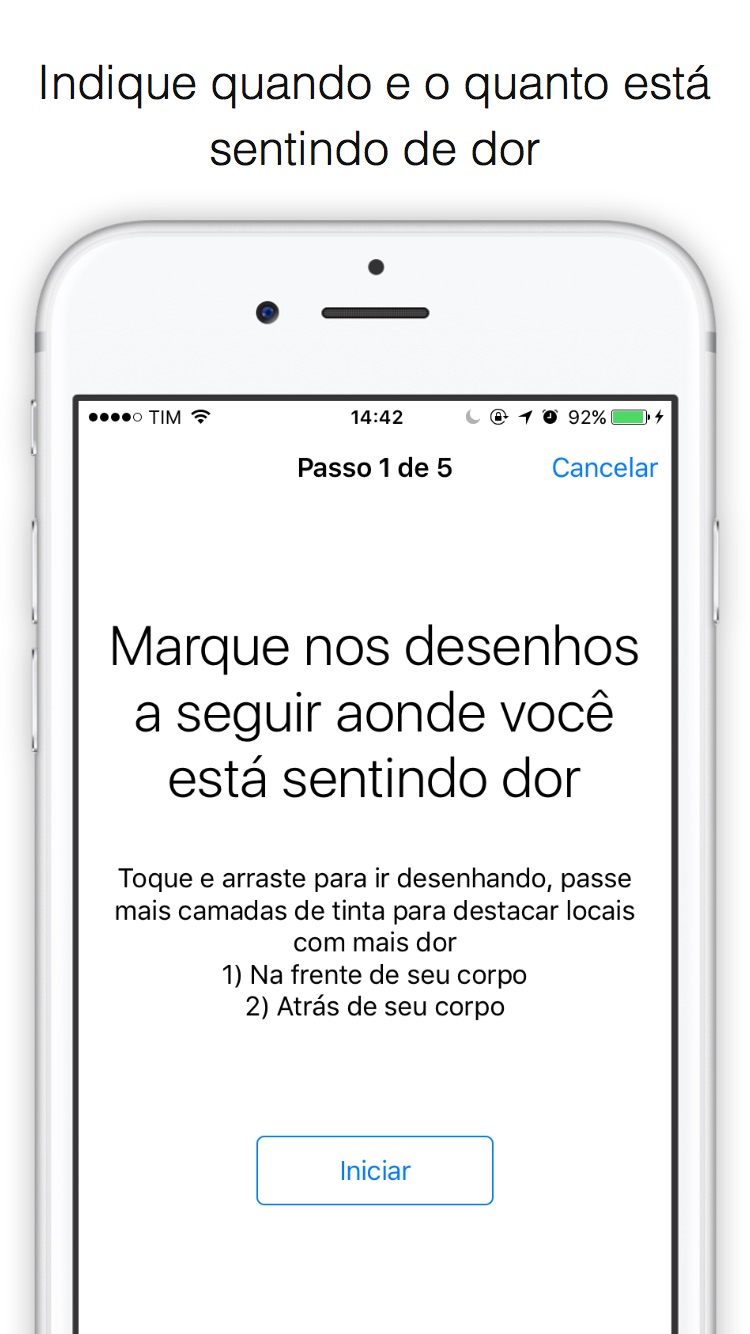 Indique quando e o quanto está
sentindo de dor
TIM 14:42 92%
Passo 1 de 5 Cancelar
Marque nos desenhos
a seguir aonde você
está sentindo dor
Toque e arraste para ir desenhando, passe
mais camadas de tinta para destacar locais
com mais dor
1) Na frente de seu corpo
2) Atrás de seu corpo
Iniciar